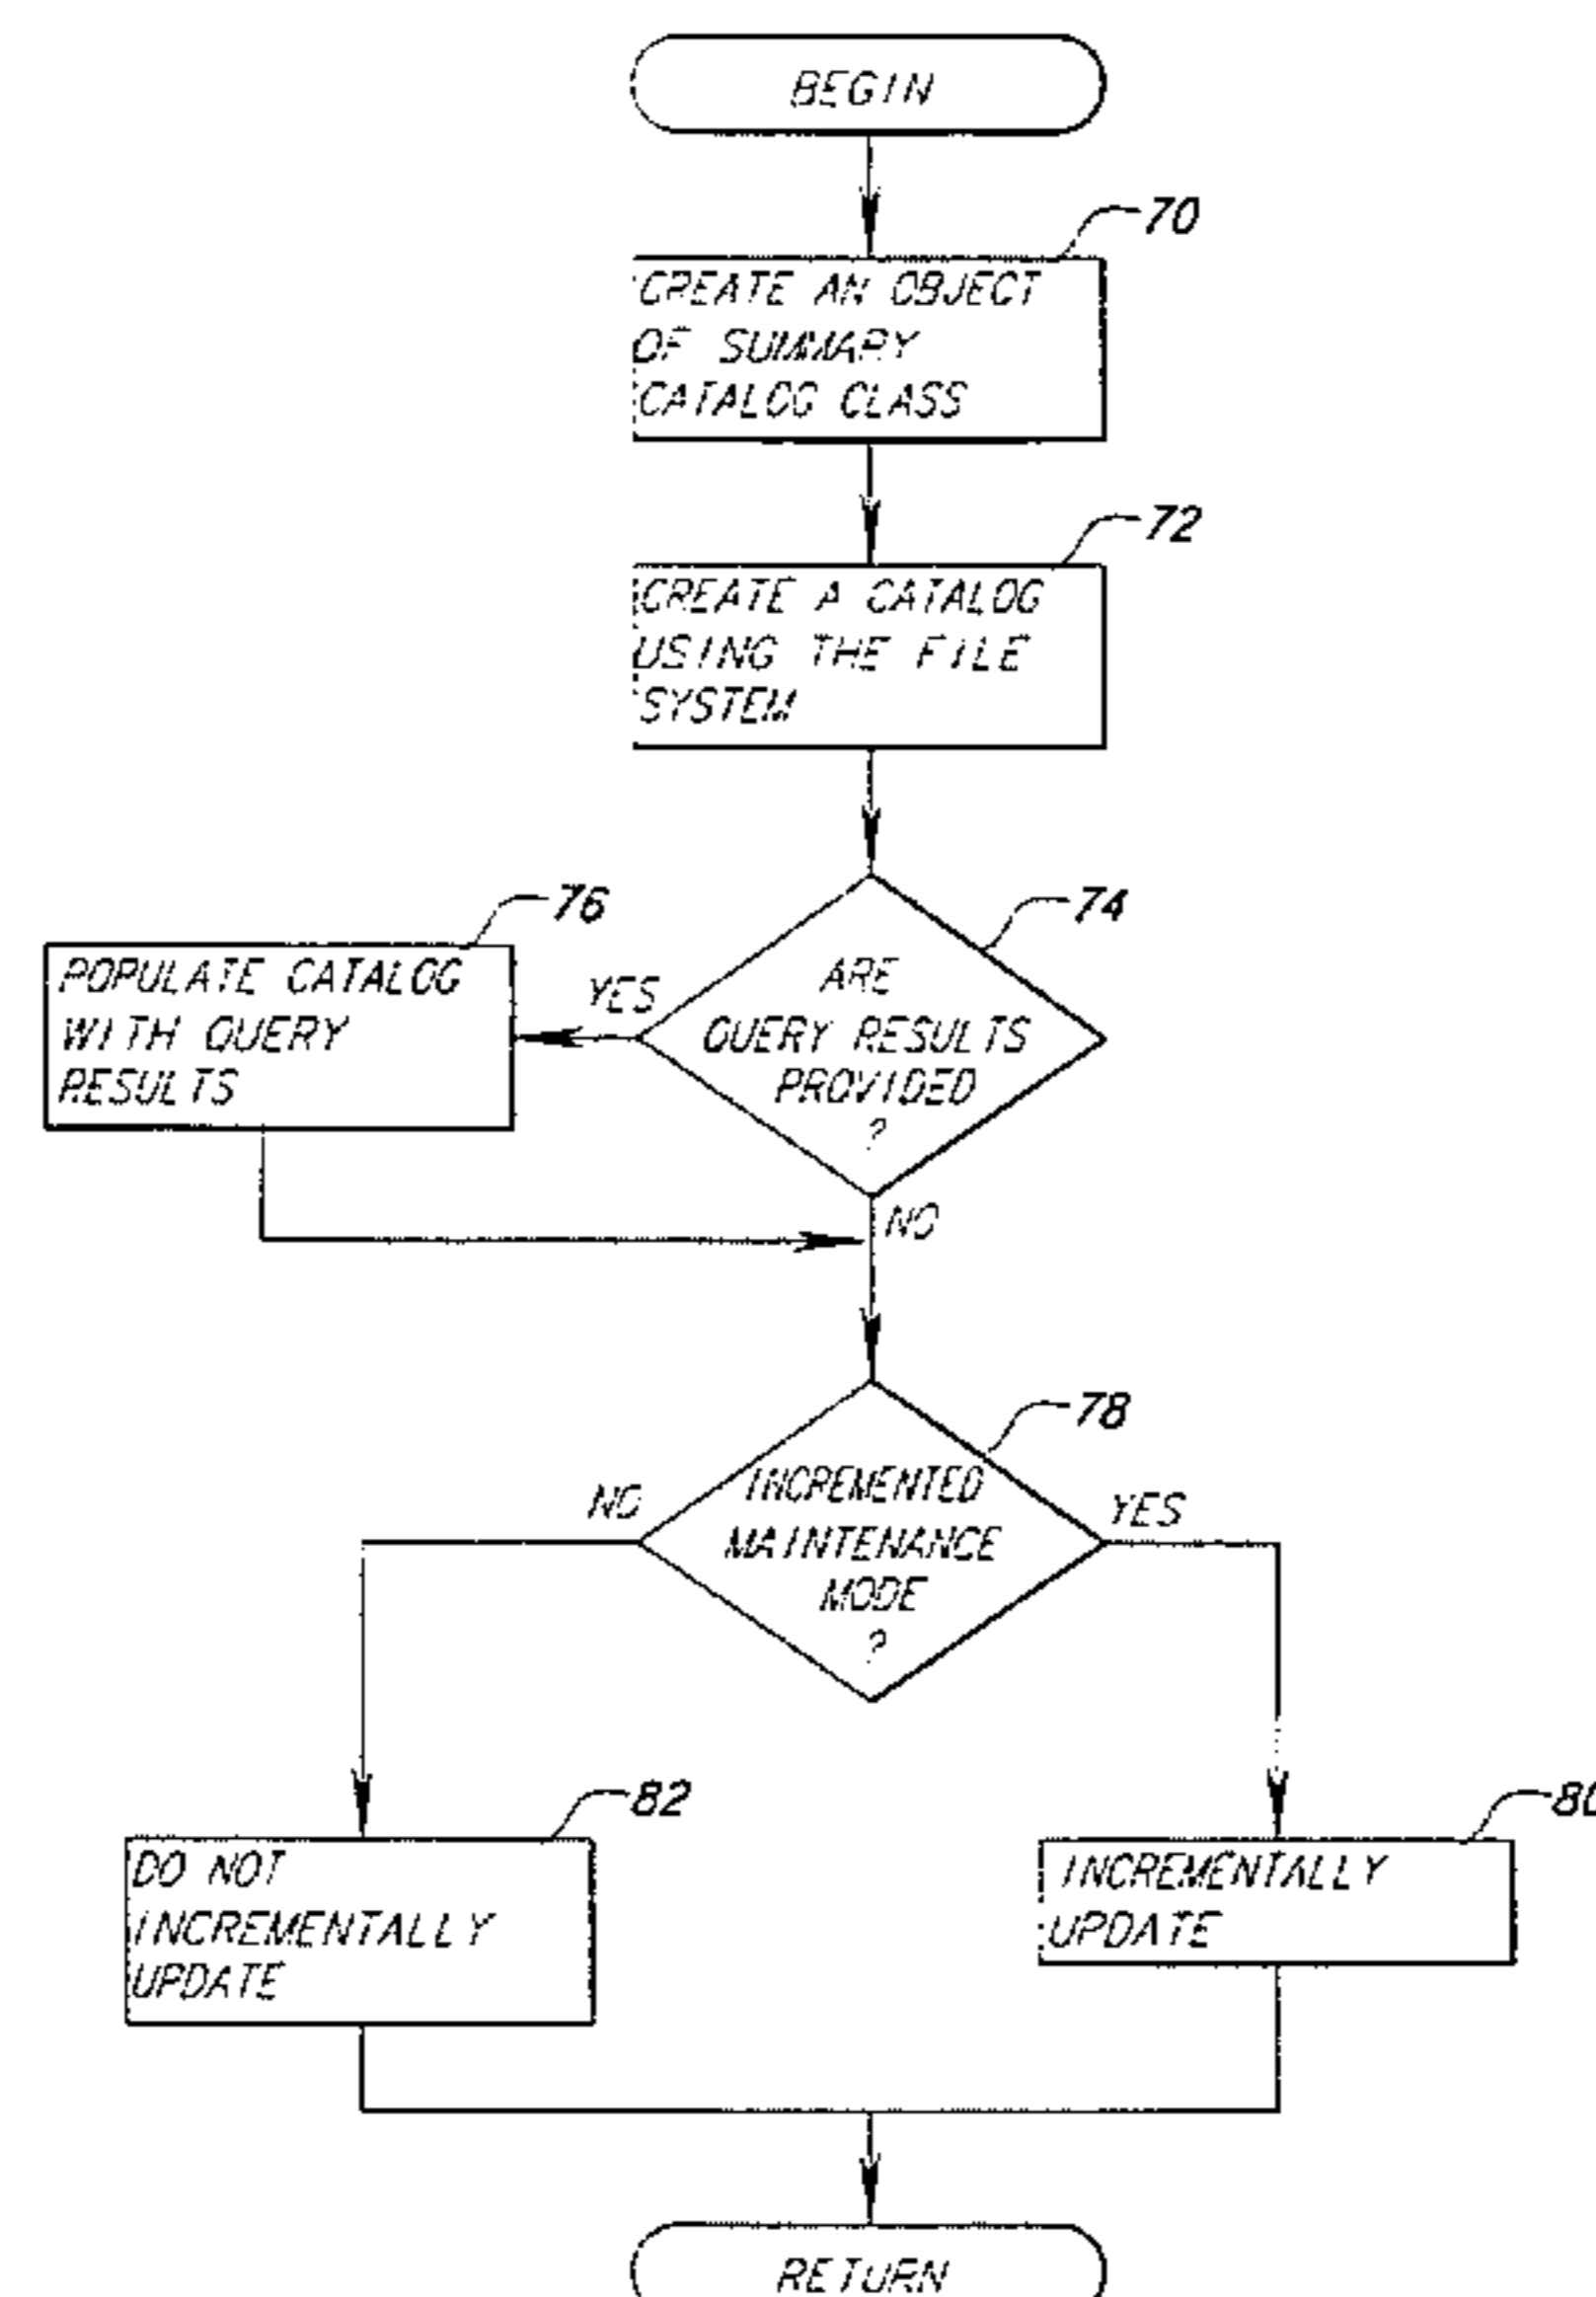 BEGIN
70
CREATE AN OBJECT
OF SUMMARY
CATALOG CLASS
72
CREATE A CATALOG
USING THE FILE
SYSTEM
74
ARE
QUERY RESULTS
PROVIDED
?
YES
76
POPULATE CATALOG
WITH QUERY
RESULTS
NO
78
INCREMENTED
MAINTENANCE
MODE
?
NO
YES
82
DO NOT
INCREMENTALLY
UPDATE
80
INCREMENTALLY
UPDATE
RETURN